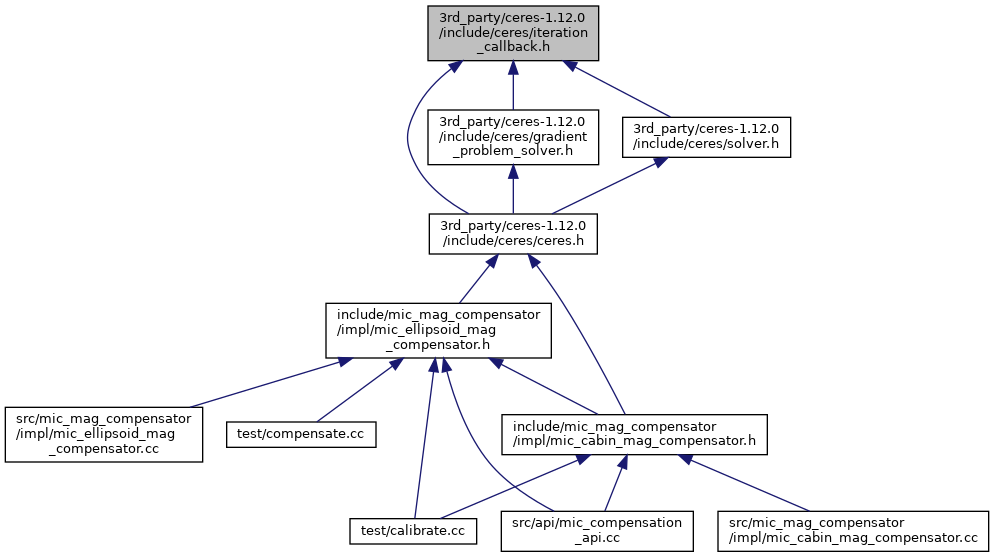 3rd_party/ceres-1.12.0
/include/ceres/iteration
_callback.h
3rd_party/ceres-1.12.0
/include/ceres/gradient
_problem_solver.h
3rd_party/ceres-1.12.0
/include/ceres/solver.h
3rd_party/ceres-1.12.0
/include/ceres/ceres.h
include/mic_mag_compensator
/impl/mic_ellipsoid_mag
_compensator.h
src/mic_mag_compensator
/impl/mic_ellipsoid_mag
_compensator.cc
test/compensate.cc
include/mic_mag_compensator
/impl/mic_cabin_mag_compensator.h
test/calibrate.cc
src/api/mic_compensation
_api.cc
src/mic_mag_compensator
/impl/mic_cabin_mag_compensator.cc